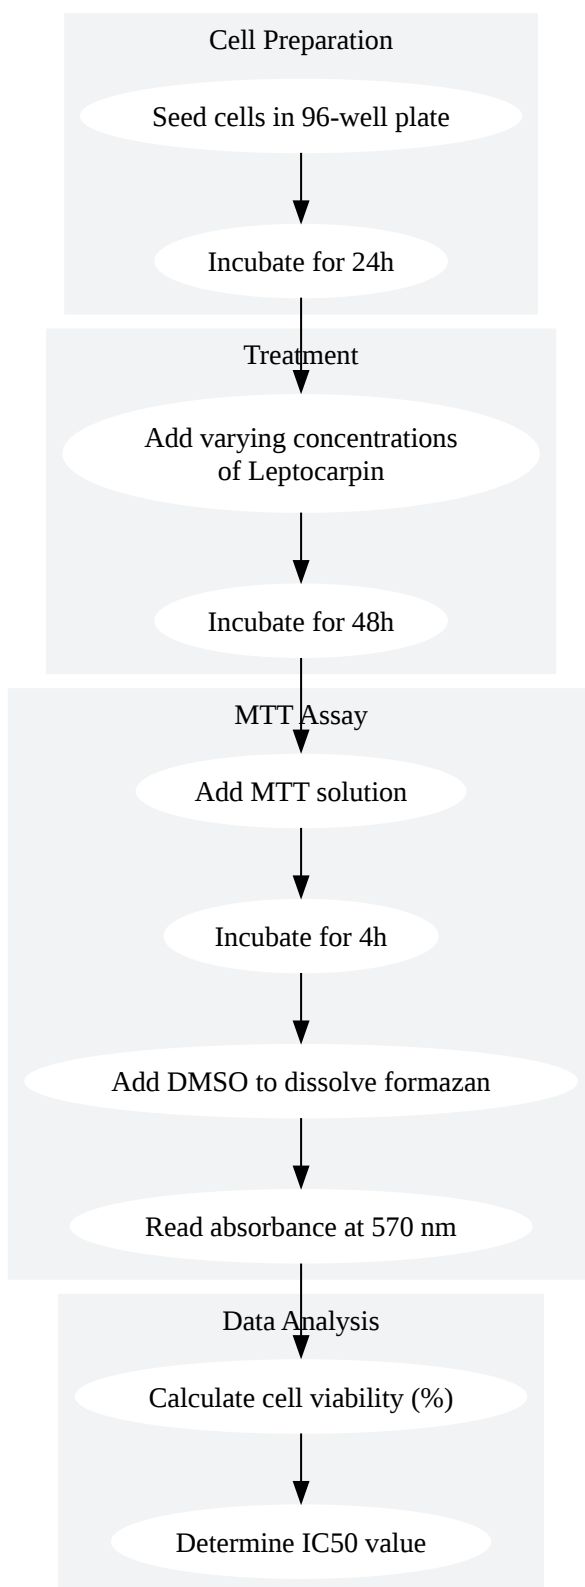 Cell Preparation
Seed cells in 96-well plate
Incubate for 24h
Treatment
Add varying concentrations
of Leptocarpin
Incubate for 48h
MTT Assay
Add MTT solution
Incubate for 4h
Add DMSO to dissolve formazan
Read absorbance at 570 nm
Data Analysis
Calculate cell viability (%)
Determine IC50 value